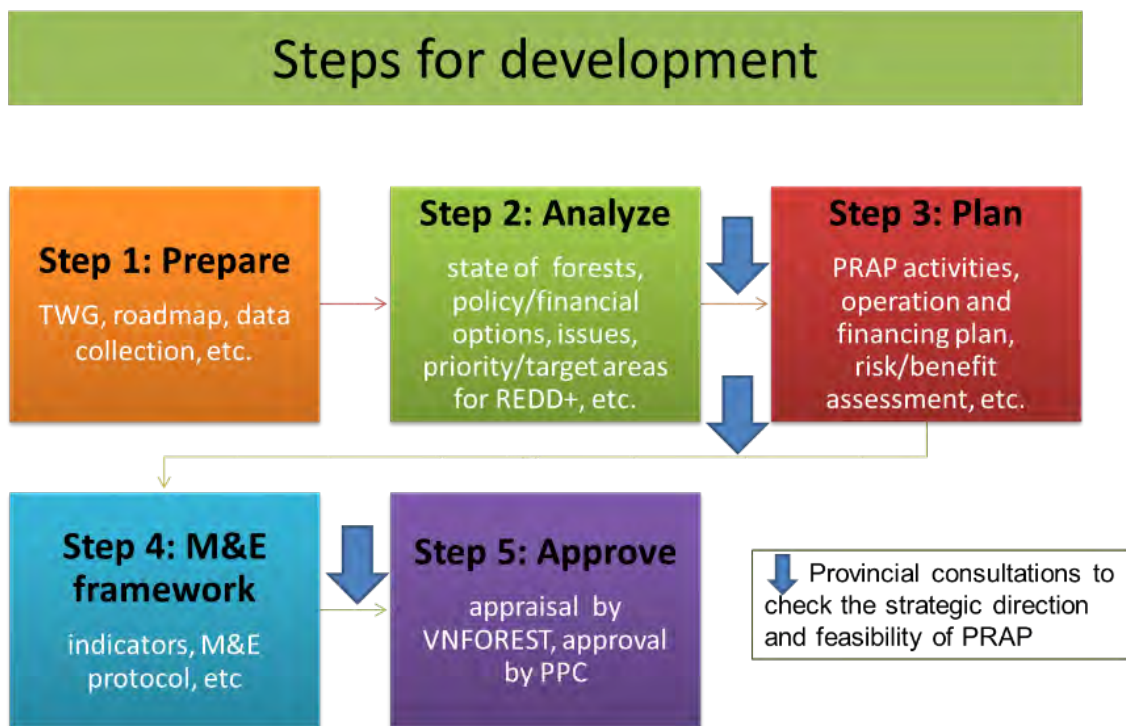 Steps for development
Step 1: Prepare
TWG, roadmap, data
collection, etc.
Step 2: Analyze
state of forests,
policy/financial
options, issues,
priority/target areas
for REDD+, etc.
Step 3: Plan
PRAP activities,
operation and
financing plan,
risk/benefit
assessment, etc.
Step 4: M&E
framework
indicators, M&E
protocol, etc
Step 5: Approve
appraisal by
VNFOREST, approval
by PPC
Provincial consultations to
check the strategic direction
and feasibility of PRAP